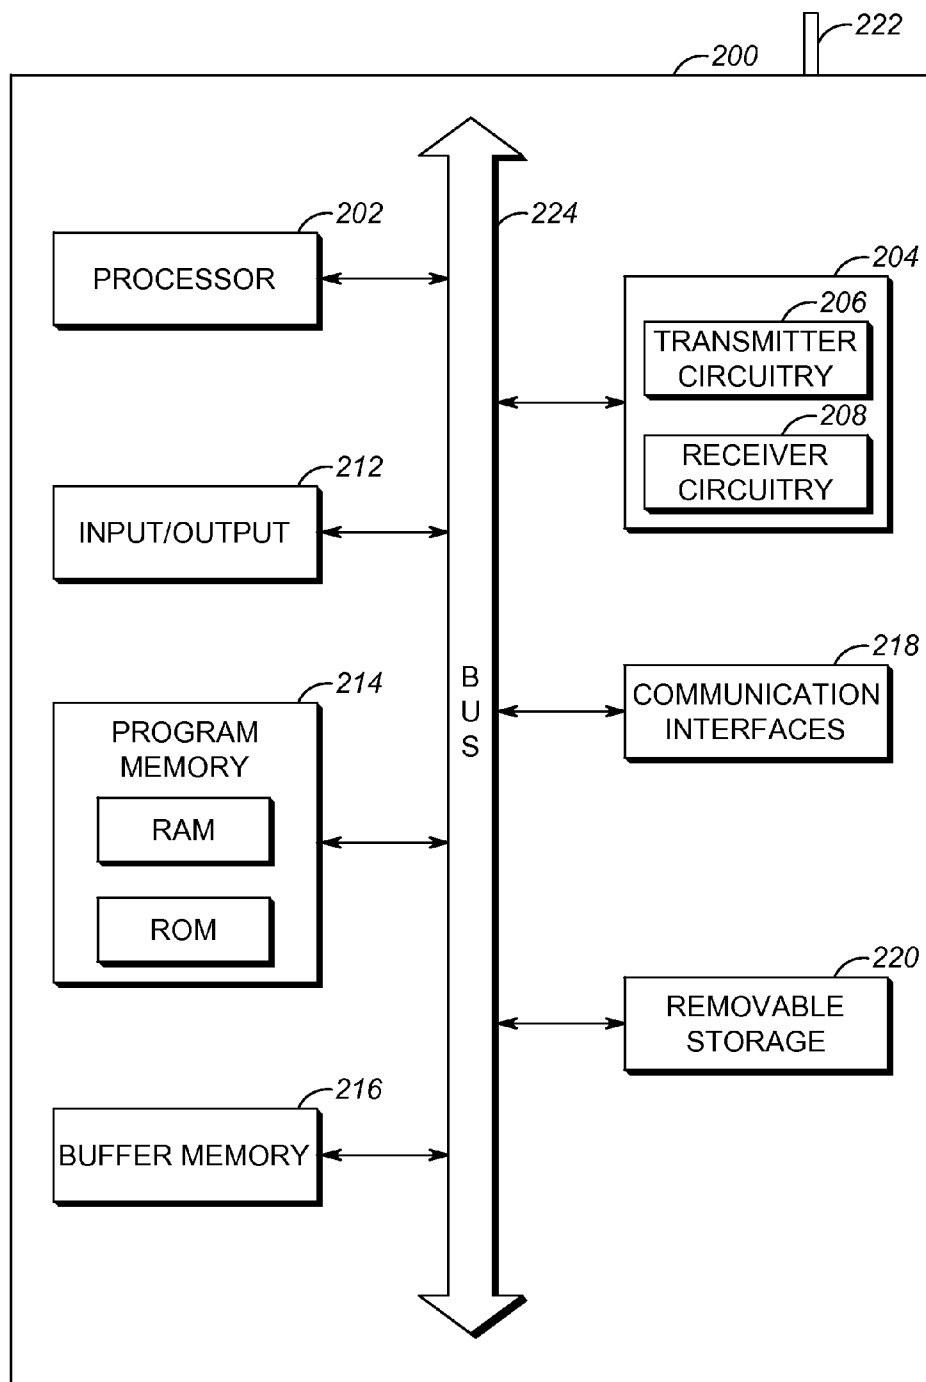 222
200
202
PROCESSOR
224
204
206
TRANSMITTER
CIRCUITRY
208
RECEIVER
CIRCUITRY
212
INPUT/OUTPUT
214
PROGRAM
MEMORY
RAM
ROM
B
U
S
218
COMMUNICATION
INTERFACES
220
REMOVABLE
STORAGE
216
BUFFER MEMORY